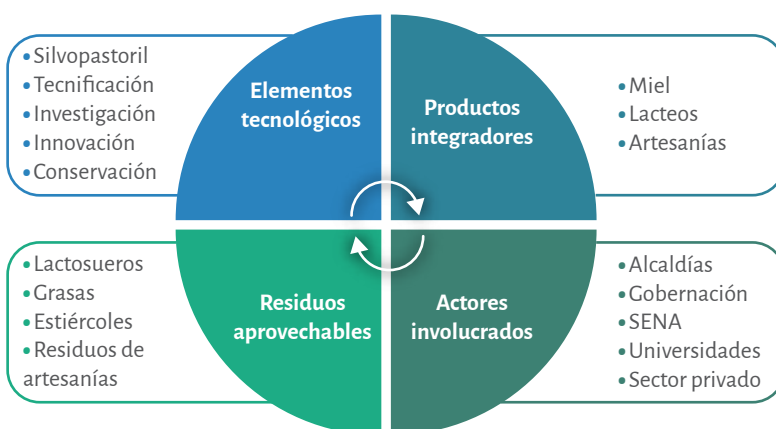 • Silvopastoril
• Tecnificación
• Investigación
• Innovación
• Conservación
Elementos
tecnológicos
Productos
integradores
• Miel
• Lacteos
• Artesanías
• Lactosueros
• Grasas
• Estiércoles
• Residuos de
artesanías
Residuos
aprovechables
Actores
involucrados
• Alcaldías
• Gobernación
• SENA
• Universidades
• Sector privado